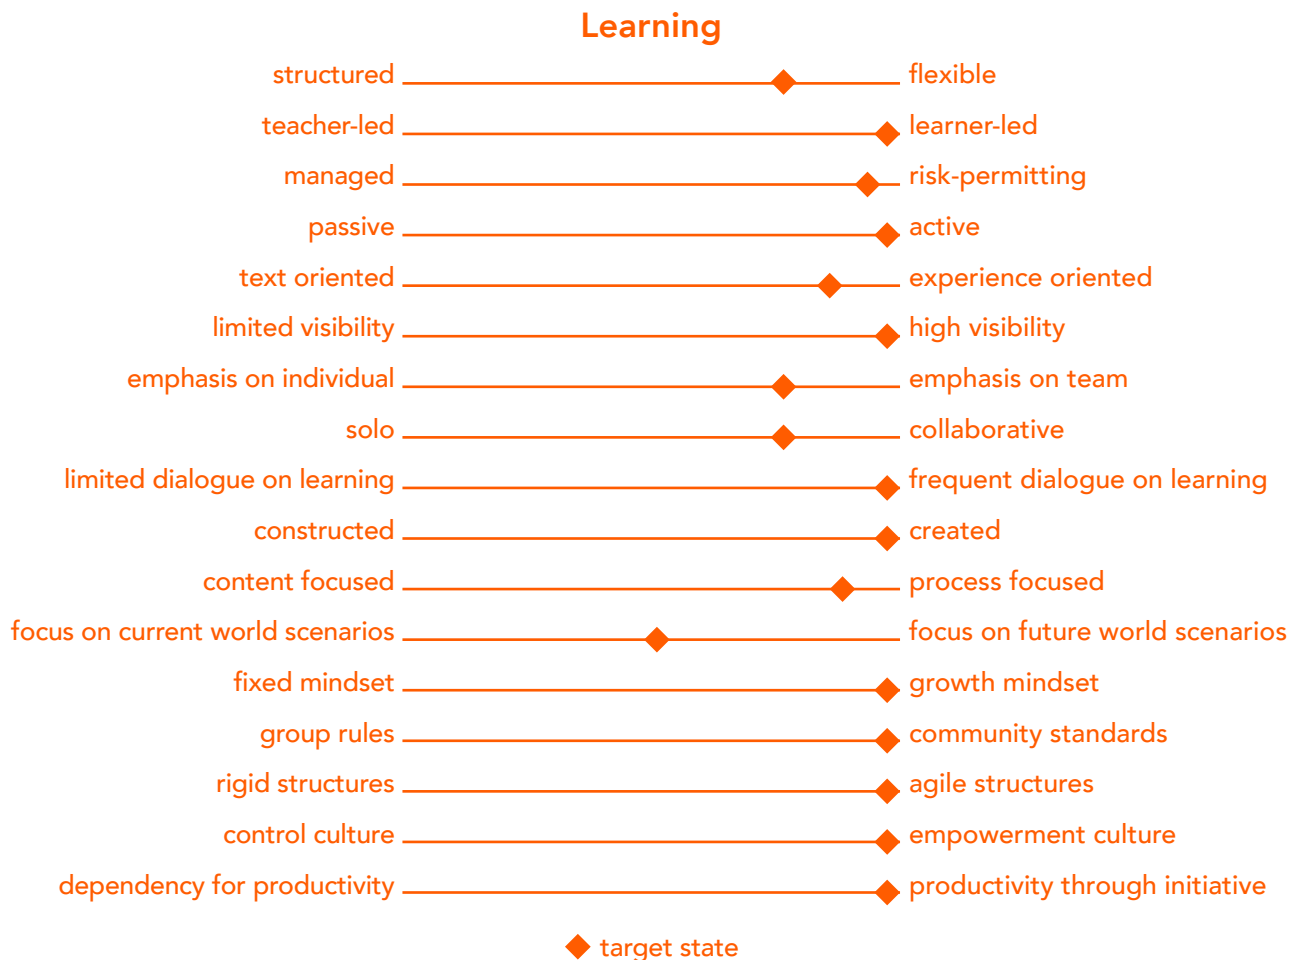 Learning
structured flexible
teacher-led learner-led
managed risk-permitting
passive active
text oriented experience oriented
limited visibility high visibility
emphasis on individual emphasis on team
solo collaborative
limited dialogue on learning frequent dialogue on learning
constructed created
content focused process focused
focus on current world scenarios focus on future world scenarios
fixed mindset growth mindset
group rules community standards
rigid structures agile structures
control culture empowerment culture
dependency for productivity productivity through initiative
target state